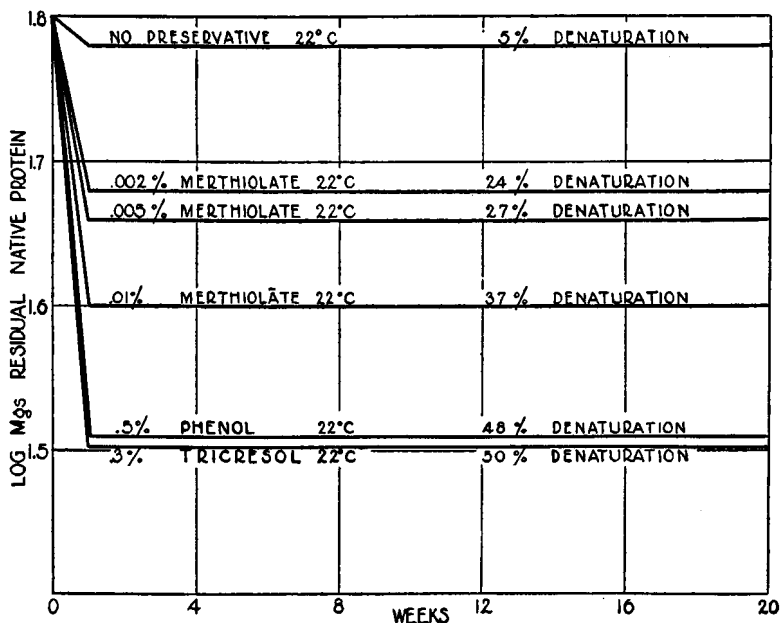 1.8
NO PRESERVATIVE 22°C 5% DENATURATION
1.7
.002% MERTHIOLATE 22°C 24% DENATURATION
.005% MERTHIOLATE 22°C 27% DENATURATION
1.6
.01% MERTHIOLATE 22°C 37% DENATURATION
.5% PHENOL 22°C 48% DENATURATION
1.5
.3% TRICRESOL 22°C 50% DENATURATION
LOG Mgs RESIDUAL NATIVE PROTEIN
0 4 8 12 16 20
WEEKS